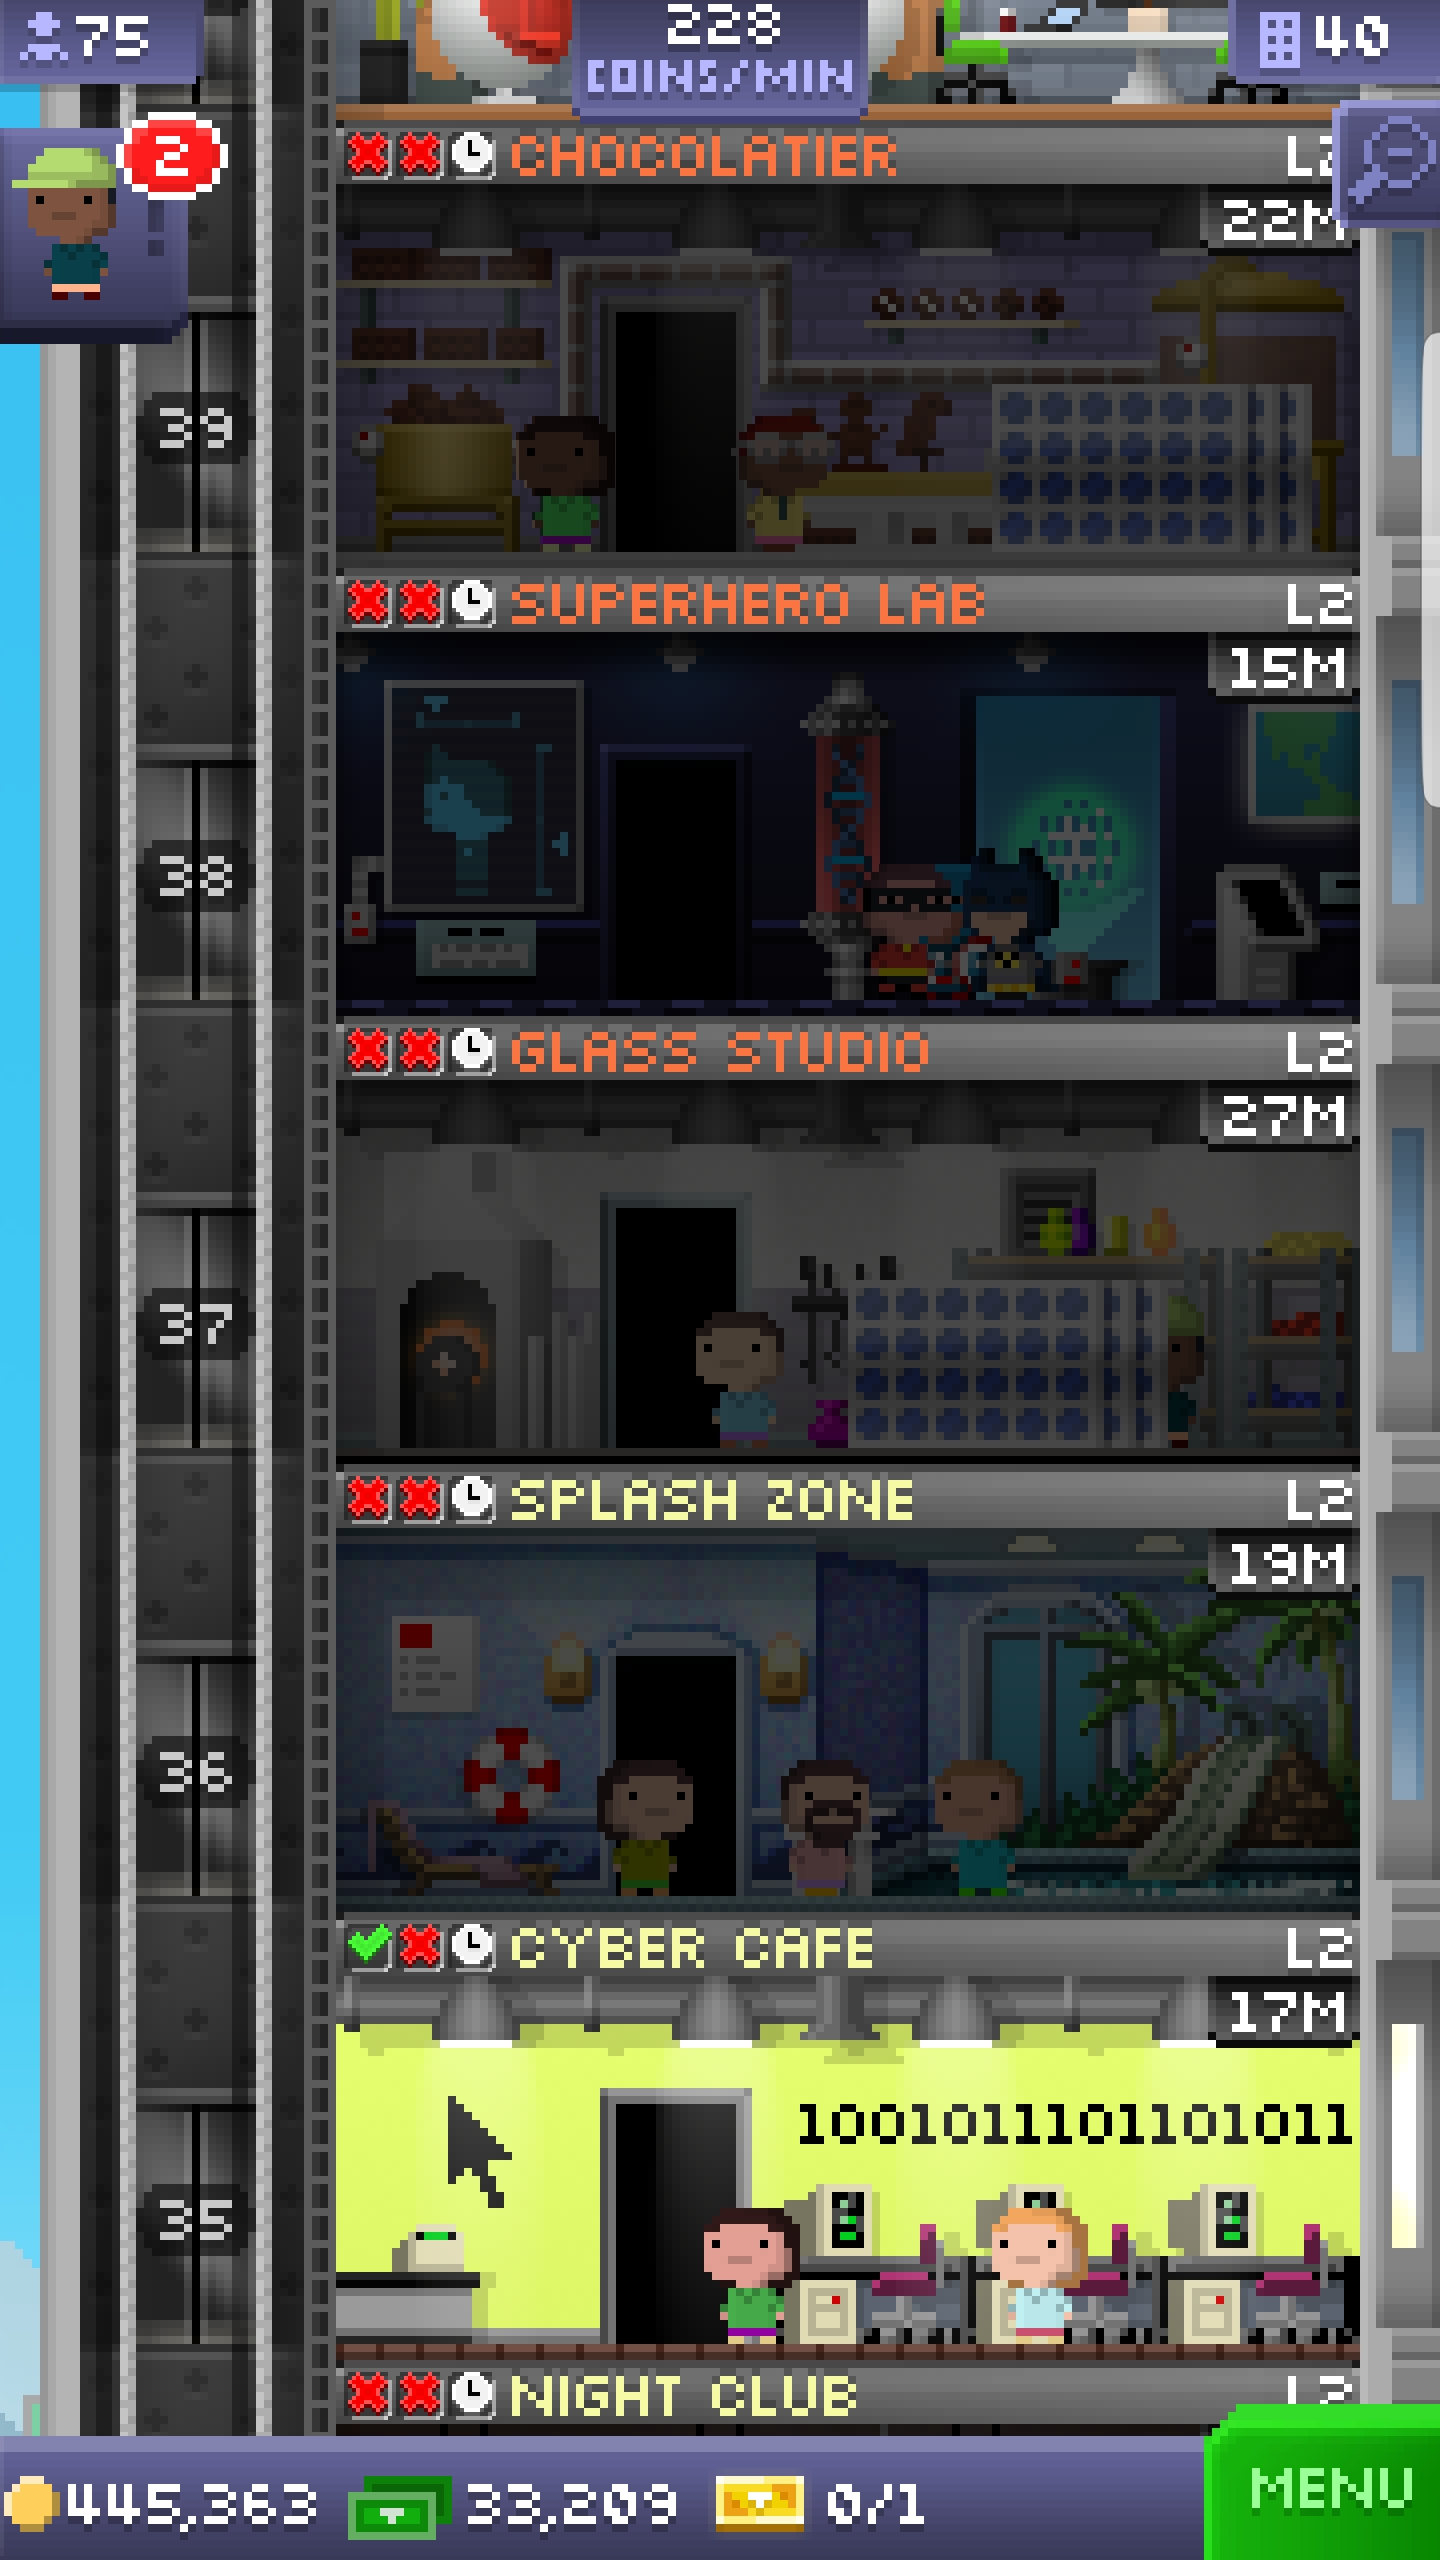 75
228
COINS/MIN
40
2
CHOCOLATIER L2
22M
39
SUPERHERO LAB L2
15M
38
GLASS STUDIO L2
27M
37
SPLASH ZONE L2
19M
36
CYBER CAFE L2
17M
1001011101101011
35
NIGHT CLUB L2
445,363 33,209 0/1
MENU